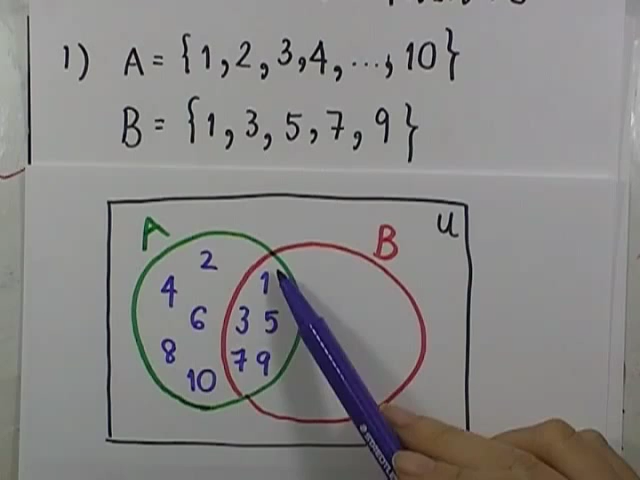 1) A = {1, 2, 3, 4, ..., 10}
B = {1, 3, 5, 7, 9}
A B U
2
4 1
6 3 5
8 7 9
10
STAEDTLER